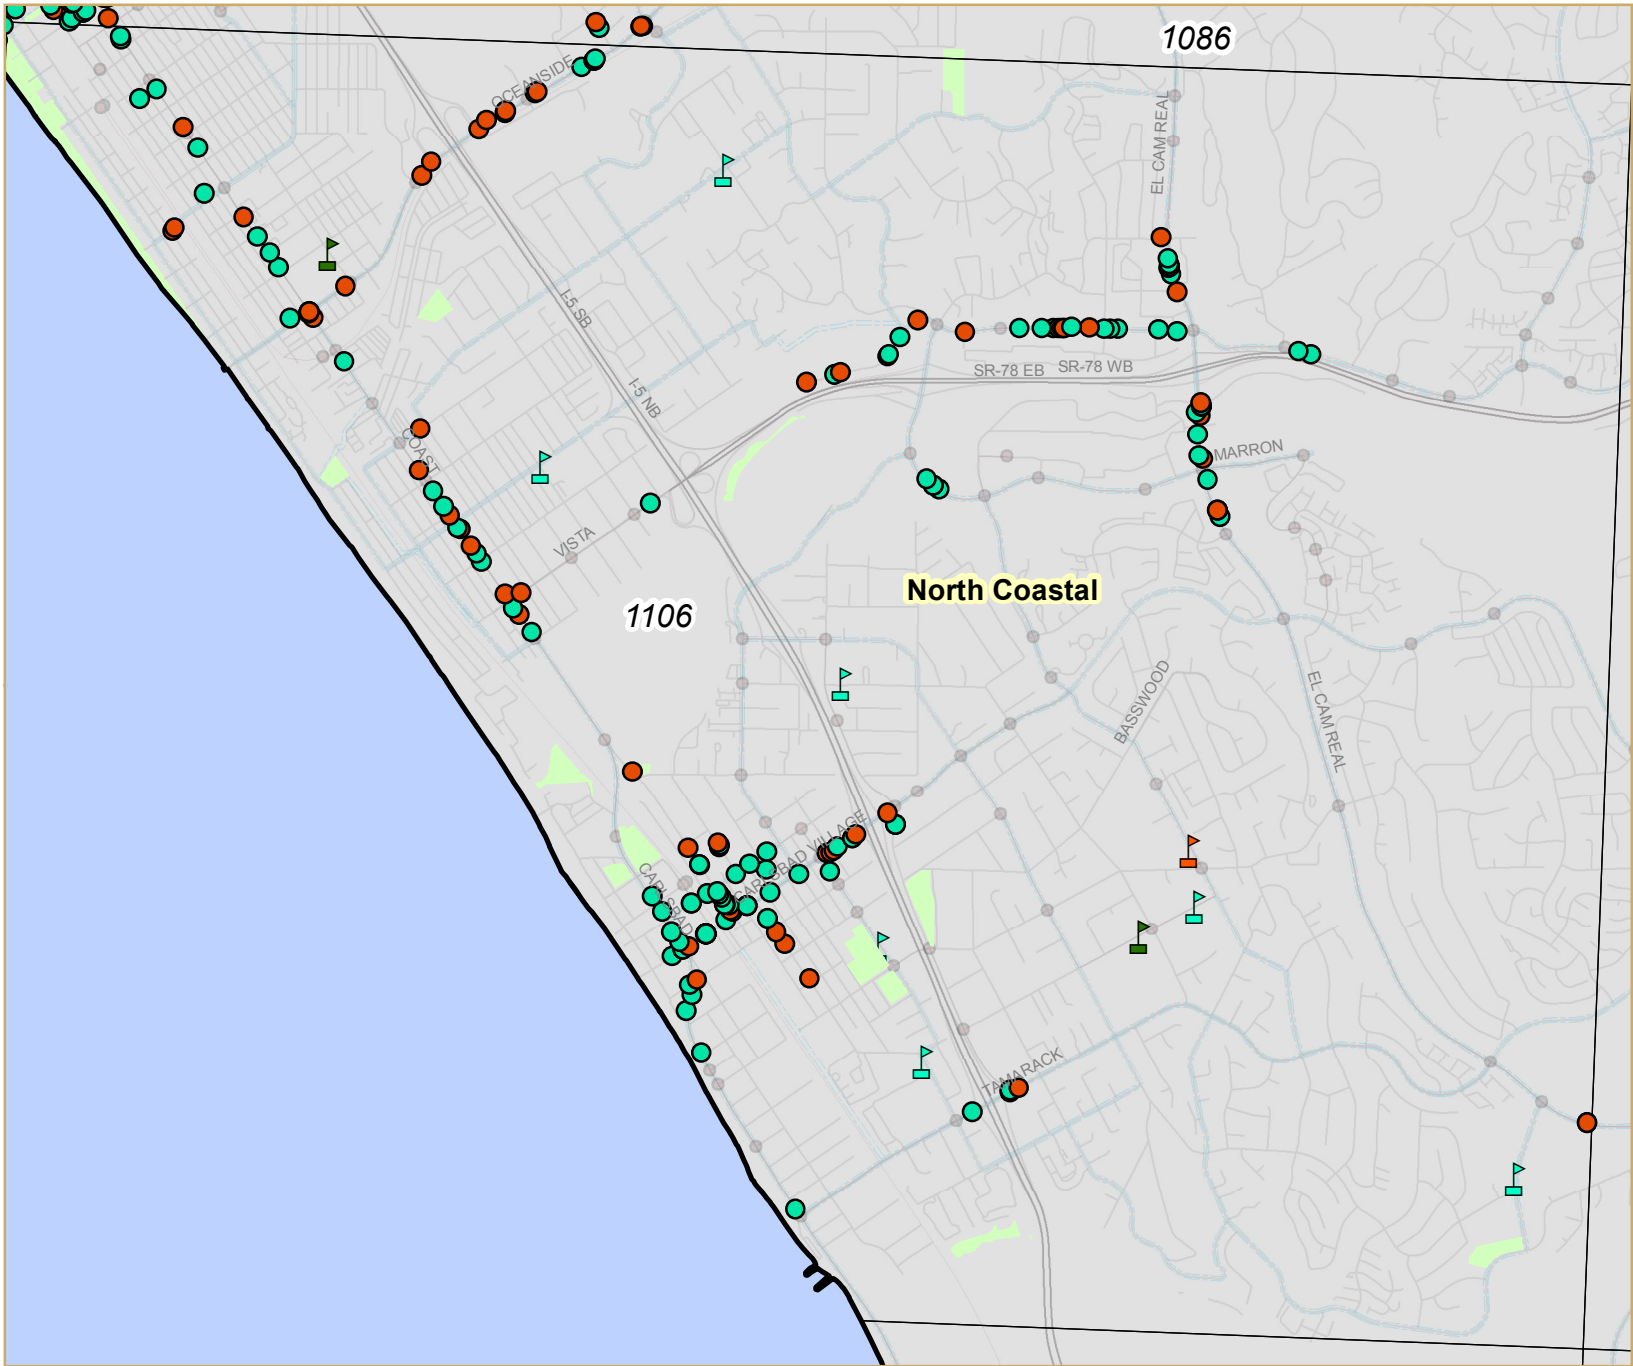 1086
OCEANSIDE
EL CAM REAL
I-5 SB
SR-78 EB
SR-78 WB
I-5 NB
COAST
MARRON
VISTA
North Coastal
1106
BASSWOOD
EL CAM REAL
CARLSBAD VILLAGE
CARLSBAD
TAMARACK